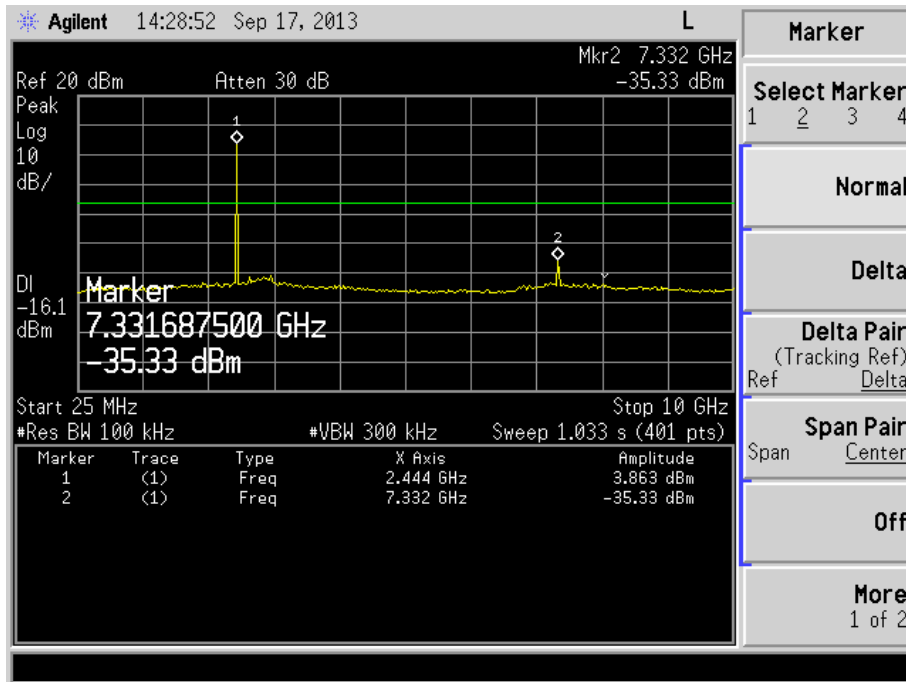 Agilent 14:28:52 Sep 17, 2013 L
Mkr2 7.332 GHz
Ref 20 dBm Atten 30 dB -35.33 dBm
Peak
Log
10
dB/
1
2
DI
-16.1
dBm
Marker
7.331687500 GHz
-35.33 dBm
Start 25 MHz Stop 10 GHz
#Res BW 100 kHz #VBW 300 kHz Sweep 1.033 s (401 pts)
Marker Trace Type X Axis Amplitude
1 (1) Freq 2.444 GHz 3.863 dBm
2 (1) Freq 7.332 GHz -35.33 dBm
Marker
Select Marker
1 2 3 4
Normal
Delta
Delta Pair
(Tracking Ref)
Ref Delta
Span Pair
Span Center
Off
More
1 of 2